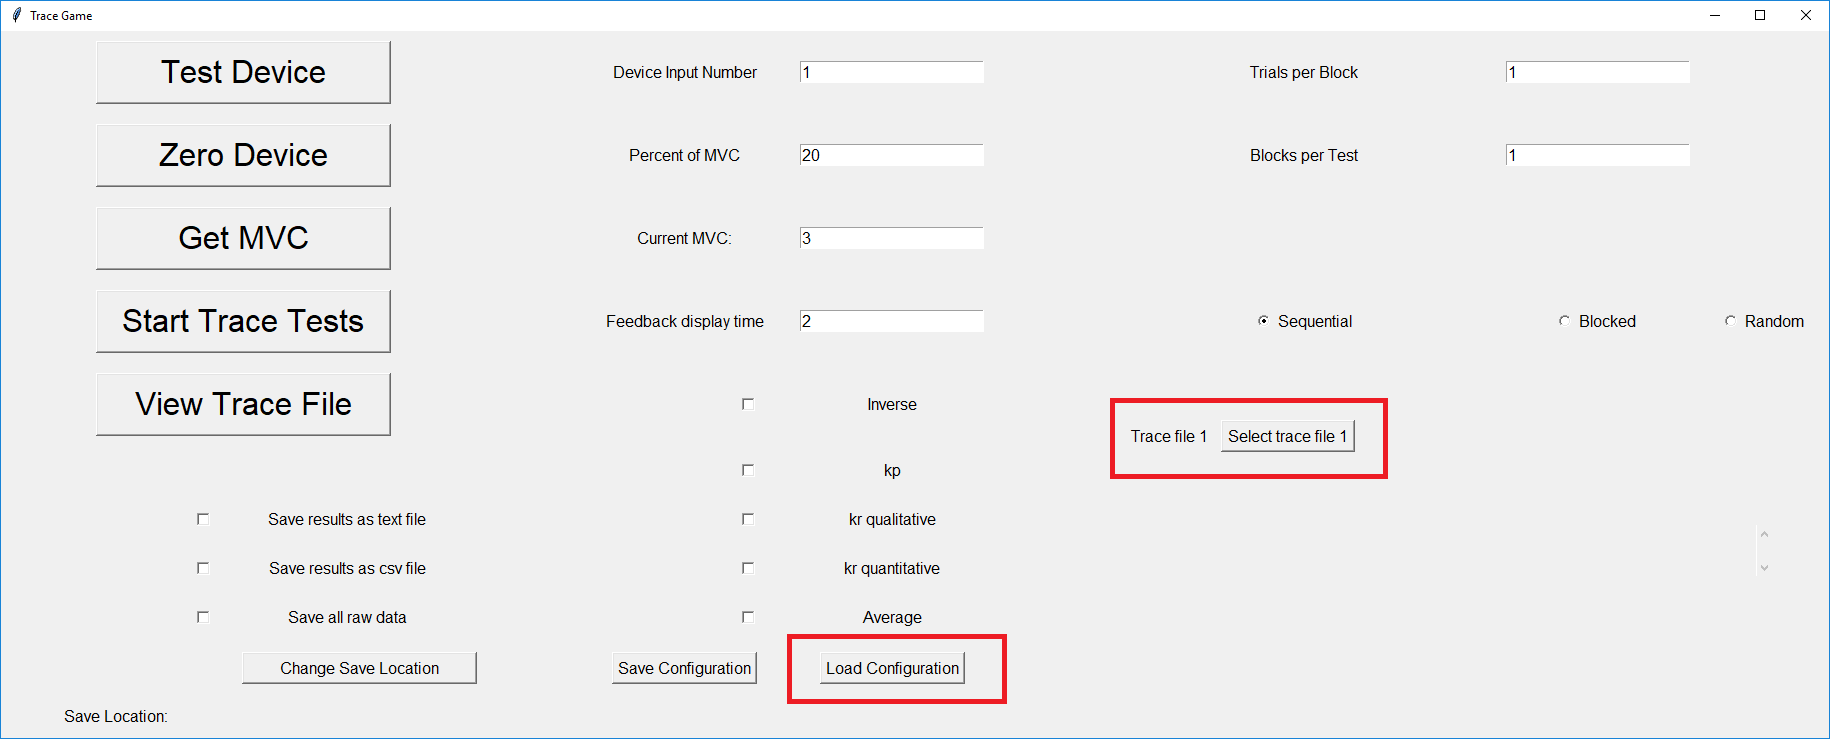 Trace Game
Test Device
Device Input Number 1
Trials per Block 1
Zero Device
Percent of MVC 20
Blocks per Test 1
Get MVC
Current MVC: 3
Start Trace Tests
Feedback display time 2
Sequential Blocked Random
View Trace File
Inverse
Trace file 1 Select trace file 1
kp
Save results as text file
kr qualitative
Save results as csv file
kr quantitative
Save all raw data
Average
Change Save Location
Save Configuration
Load Configuration
Save Location: